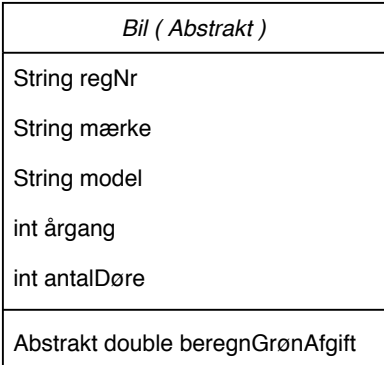 Bil ( Abstrakt )
String regNr
String mærke
String model
int årgang
int antalDøre
Abstrakt double beregnGrønAfgift